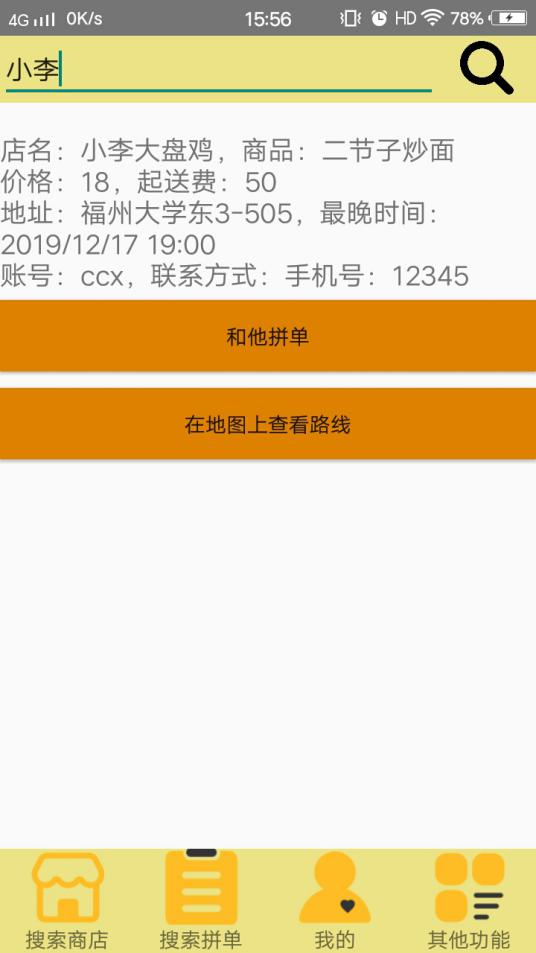 4G 0K/s 15:56 HD 78%
小李
店名：小李大盘鸡，商品：二节子炒面
价格：18，起送费：50
地址：福州大学东3-505，最晚时间：
2019/12/17 19:00
账号：ccx，联系方式：手机号：12345
和他拼单
在地图上查看路线
搜索商店 搜索拼单 我的 其他功能